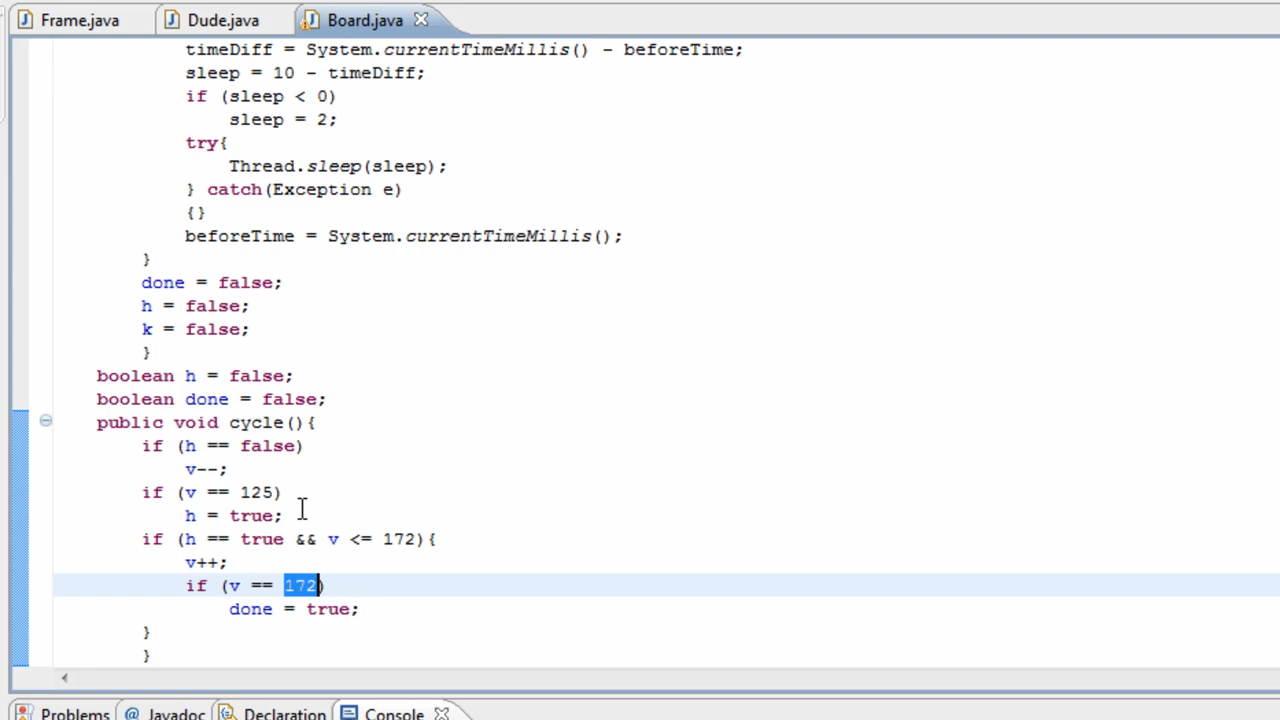 Frame.java Dude.java Board.java
timeDiff = System.currentTimeMillis() - beforeTime;
sleep = 10 - timeDiff;
if (sleep < 0)
sleep = 2;
try{
Thread.sleep(sleep);
} catch(Exception e)
{}
beforeTime = System.currentTimeMillis();
}
done = false;
h = false;
k = false;
}
boolean h = false;
boolean done = false;
public void cycle(){
if (h == false)
v--;
if (v == 125)
h = true;
if (h == true && v <= 172){
v++;
if (v == 172)
done = true;
}
}
Problems @ Javadoc Declaration Console